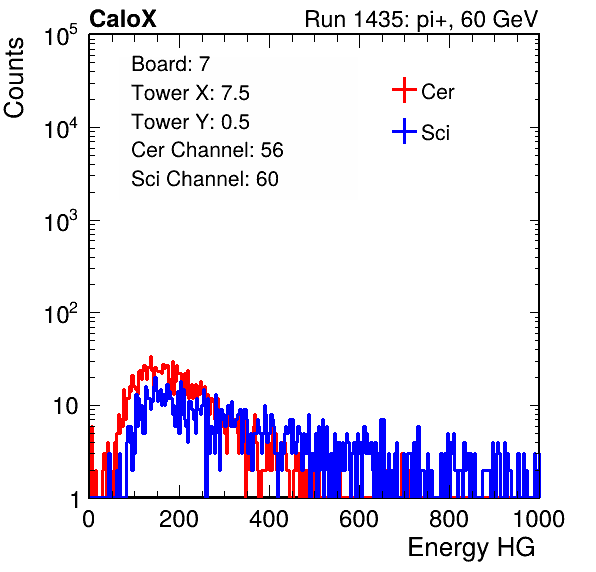 CaloX Run 1435: pi+, 60 GeV
Board: 7
Tower X: 7.5
Tower Y: 0.5
Cer Channel: 56
Sci Channel: 60
Cer
Sci
Counts
10^5
10^4
10^3
10^2
10
1
0 200 400 600 800 1000
Energy HG